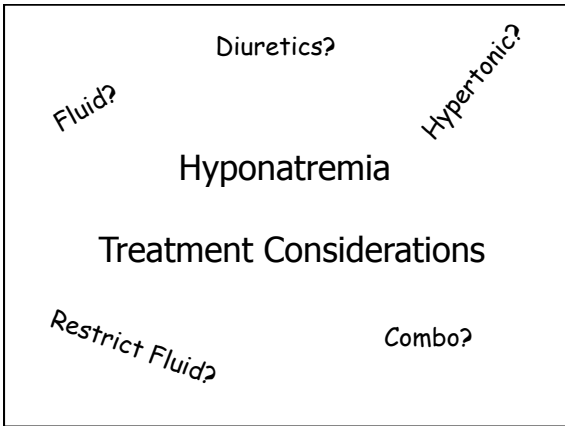 Diuretics?
Hypertonic?
Fluid?
Hyponatremia
Treatment Considerations
Restrict Fluid?
Combo?